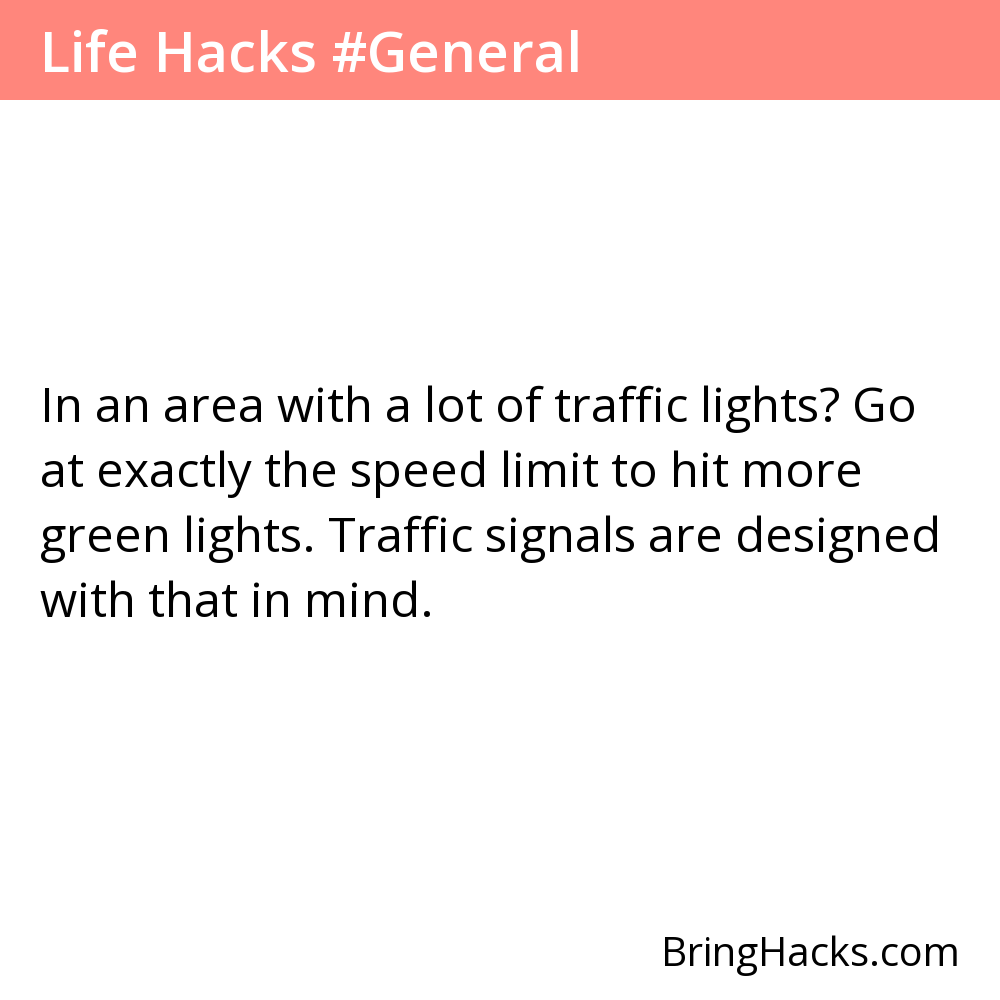 Life Hacks #General
In an area with a lot of traffic lights? Go
at exactly the speed limit to hit more
green lights. Traffic signals are designed
with that in mind.
BringHacks.com